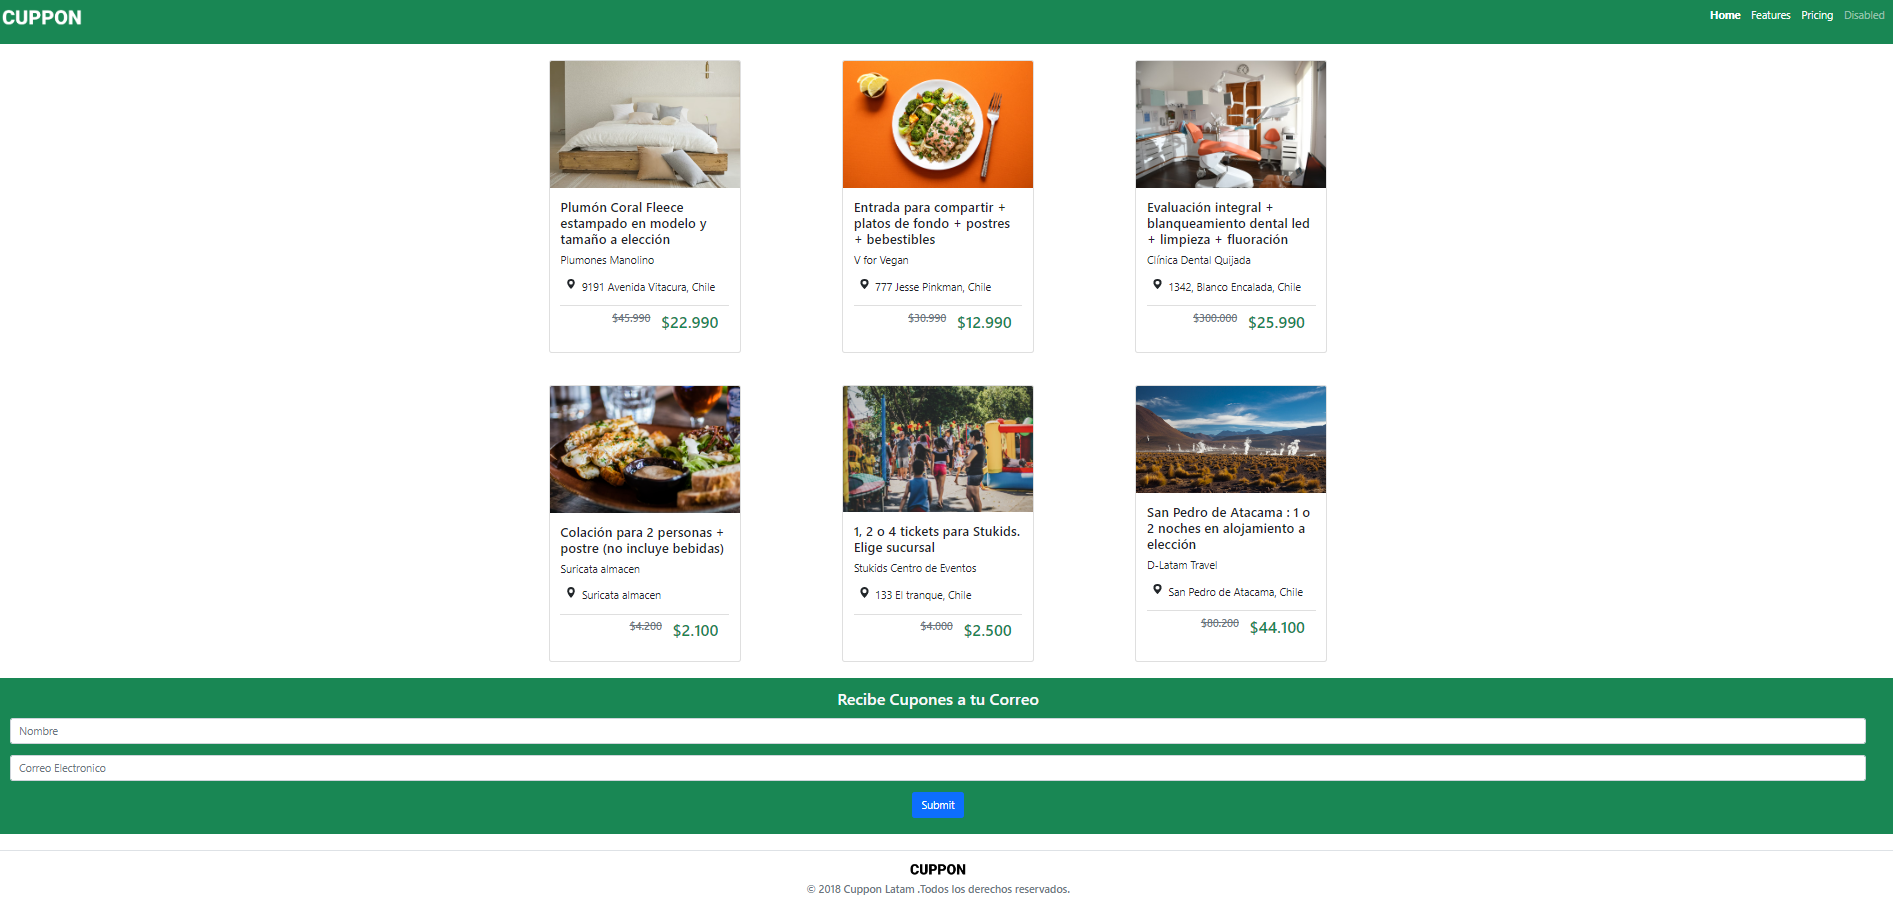 CUPPON
Home Features Pricing Disabled
Plumón Coral Fleece
estampado en modelo y
tamaño a elección
Plumones Manolino
9191 Avenida Vitacura, Chile
$45.990 $22.990
Entrada para compartir +
platos de fondo + postres
+ bebestibles
V for Vegan
777 Jesse Pinkman, Chile
$30.990 $12.990
Evaluación integral +
blanqueamiento dental led
+ limpieza + fluoración
Clínica Dental Quijada
1342, Blanco Encalada, Chile
$300.000 $25.990
Colación para 2 personas +
postre (no incluye bebidas)
Suricata almacen
Suricata almacen
$4.200 $2.100
1, 2 o 4 tickets para Stukids.
Elige sucursal
Stukids Centro de Eventos
133 El tranque, Chile
$4.000 $2.500
San Pedro de Atacama : 1 o
2 noches en alojamiento a
elección
D-Latam Travel
San Pedro de Atacama, Chile
$80.200 $44.100
Recibe Cupones a tu Correo
Nombre
Correo Electronico
Submit
CUPPON
© 2018 Cuppon Latam .Todos los derechos reservados.